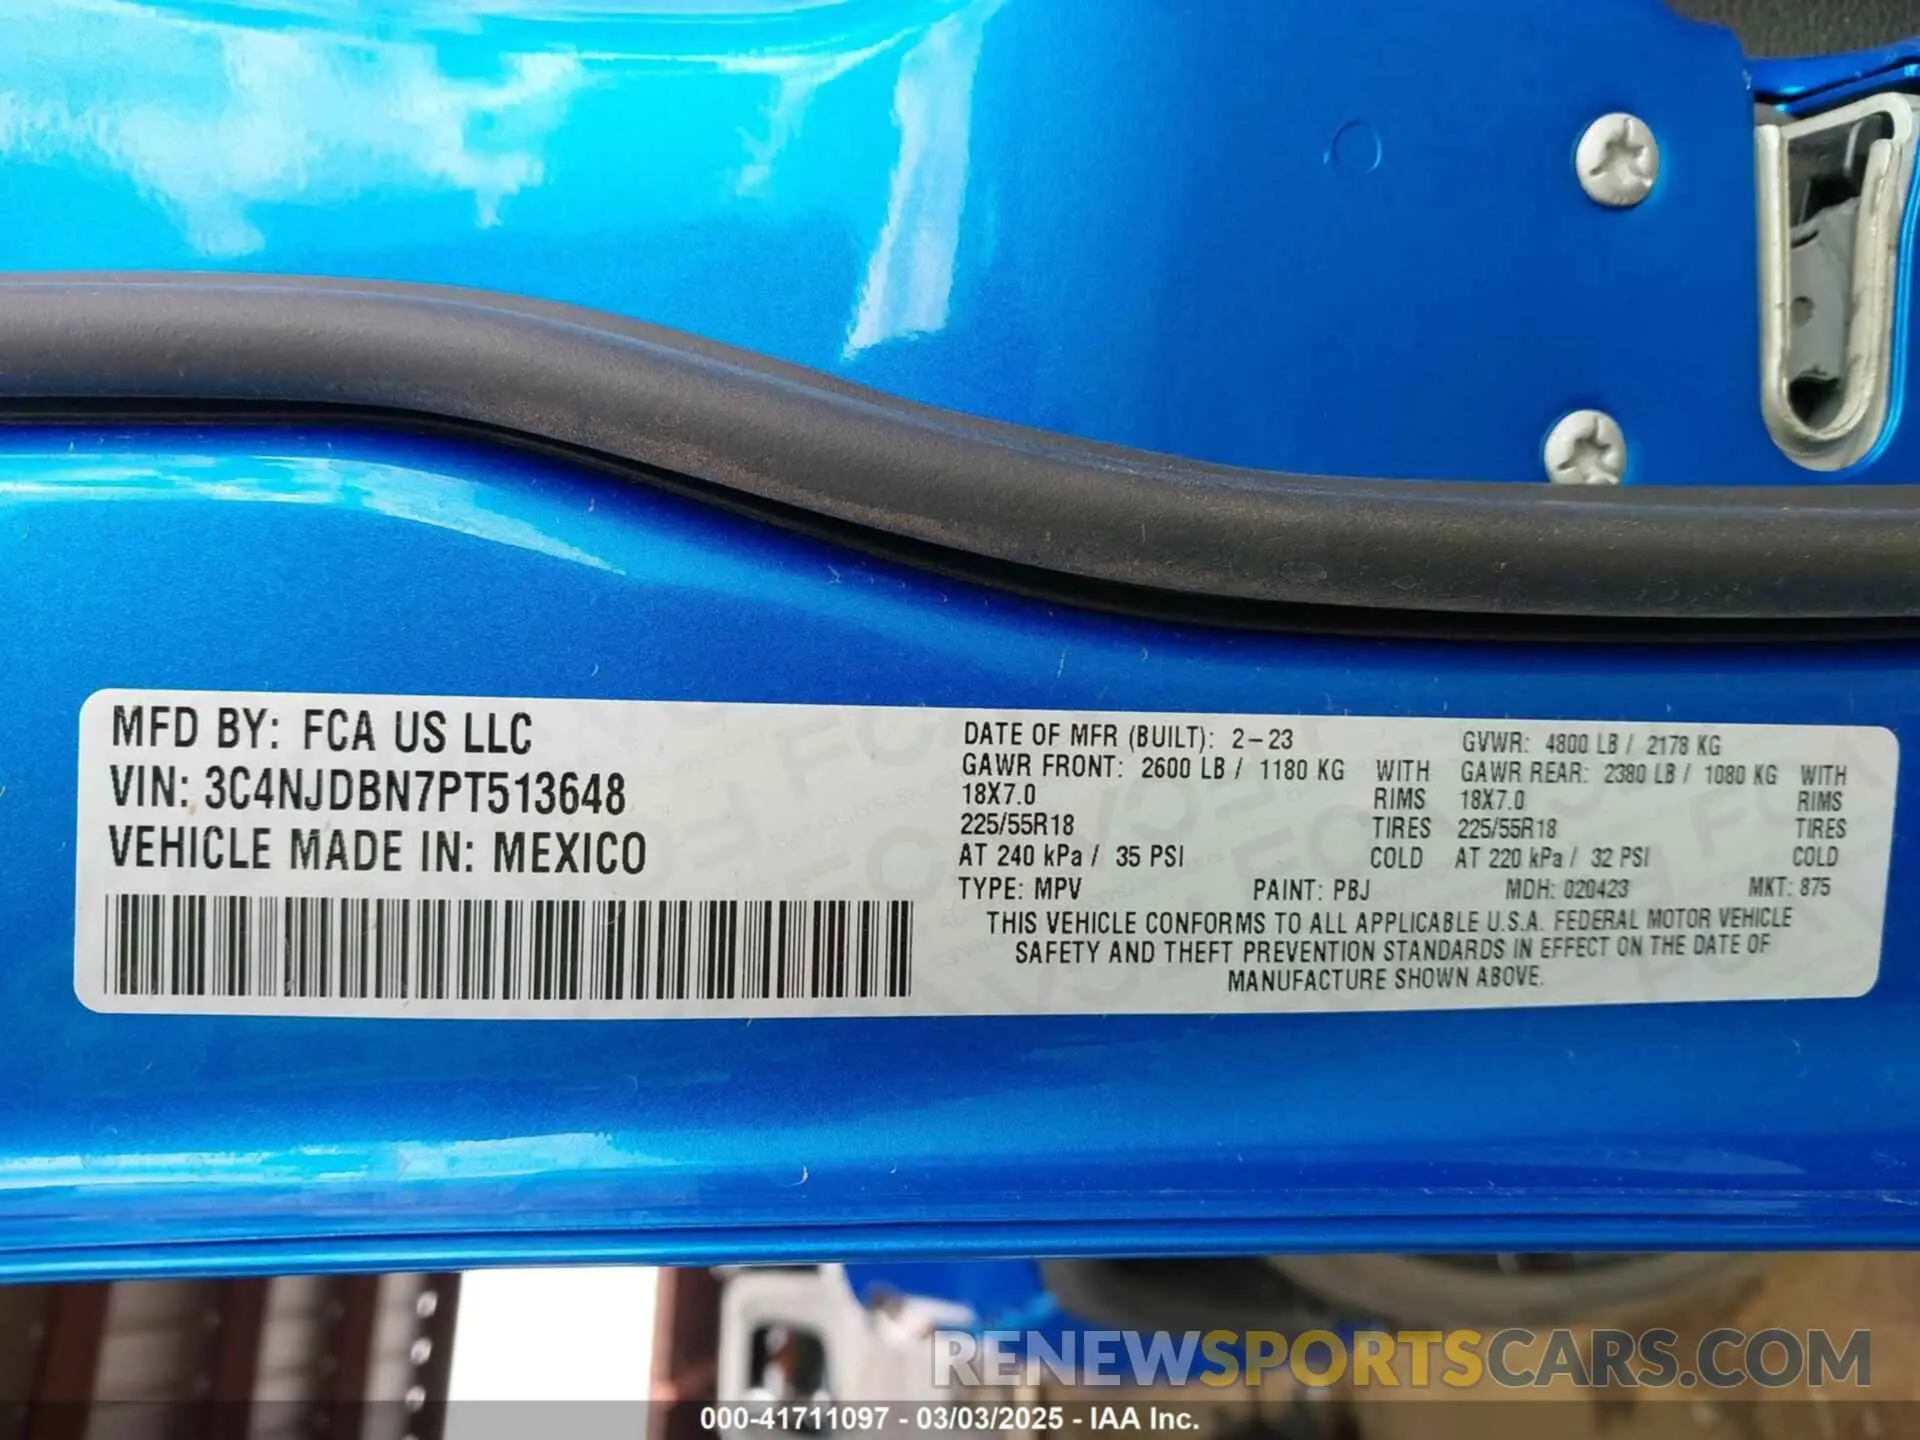 MFD BY: FCA US LLC
VIN: 3C4NJDBN7PT513648
VEHICLE MADE IN: MEXICO
DATE OF MFR (BUILT): 2-23 GVWR: 4800 LB / 2178 KG
GAWR FRONT: 2600 LB / 1180 KG WITH GAWR REAR: 2380 LB / 1080 KG WITH
18X7.0 RIMS 18X7.0 RIMS
225/55R18 TIRES 225/55R18 TIRES
AT 240 kPa / 35 PSI COLD AT 220 kPa / 32 PSI COLD
TYPE: MPV PAINT: PBJ MDH: 020423 MKT: 875
THIS VEHICLE CONFORMS TO ALL APPLICABLE U.S.A. FEDERAL MOTOR VEHICLE
SAFETY AND THEFT PREVENTION STANDARDS IN EFFECT ON THE DATE OF
MANUFACTURE SHOWN ABOVE.
RENEWSPORTSCARS.COM
000-41711097 - 03/03/2025 - IAA Inc.